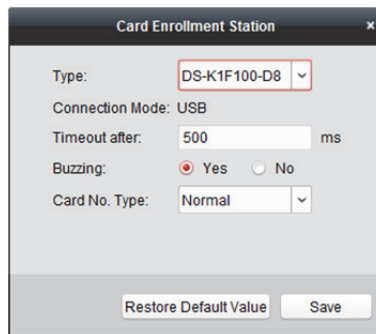 Card Enrollment Station ×
Type: DS-K1F100-D8
Connection Mode: USB
Timeout after: 500 ms
Buzzing: Yes No
Card No. Type: Normal
Restore Default Value Save